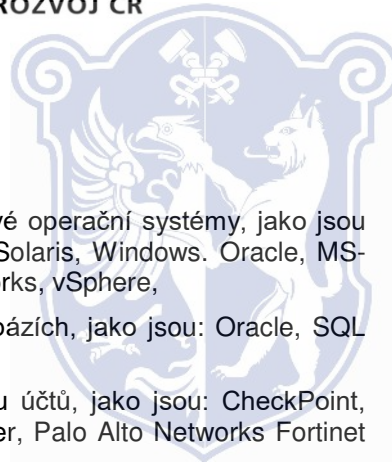 ROZVOJ ČR
vé operační systémy, jako jsou
Solaris, Windows. Oracle, MS-
rks, vSphere,
bázích, jako jsou: Oracle, SQL
u účtů, jako jsou: CheckPoint,
er, Palo Alto Networks Fortinet